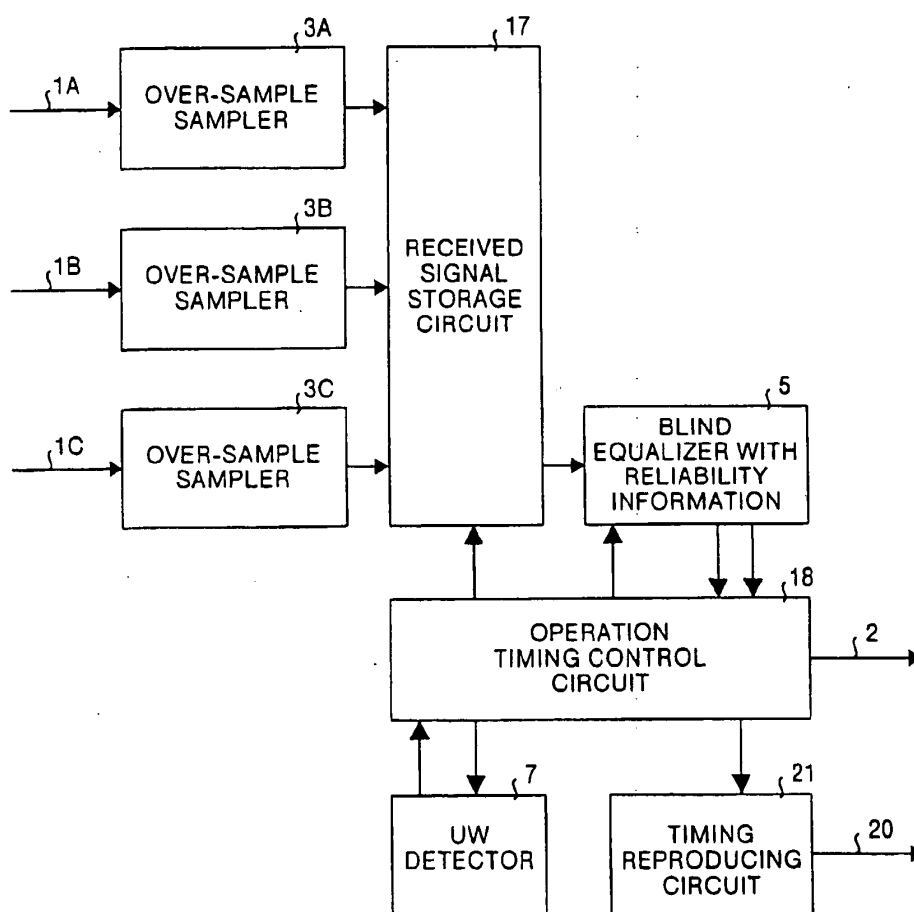 3A
17
1A
OVER-SAMPLE
SAMPLER
3B
1B
OVER-SAMPLE
SAMPLER
RECEIVED
SIGNAL
STORAGE
CIRCUIT
3C
5
1C
OVER-SAMPLE
SAMPLER
BLIND
EQUALIZER WITH
RELIABILITY
INFORMATION
18
OPERATION
TIMING CONTROL
CIRCUIT
2
7
21
UW
DETECTOR
TIMING
REPRODUCING
CIRCUIT
20